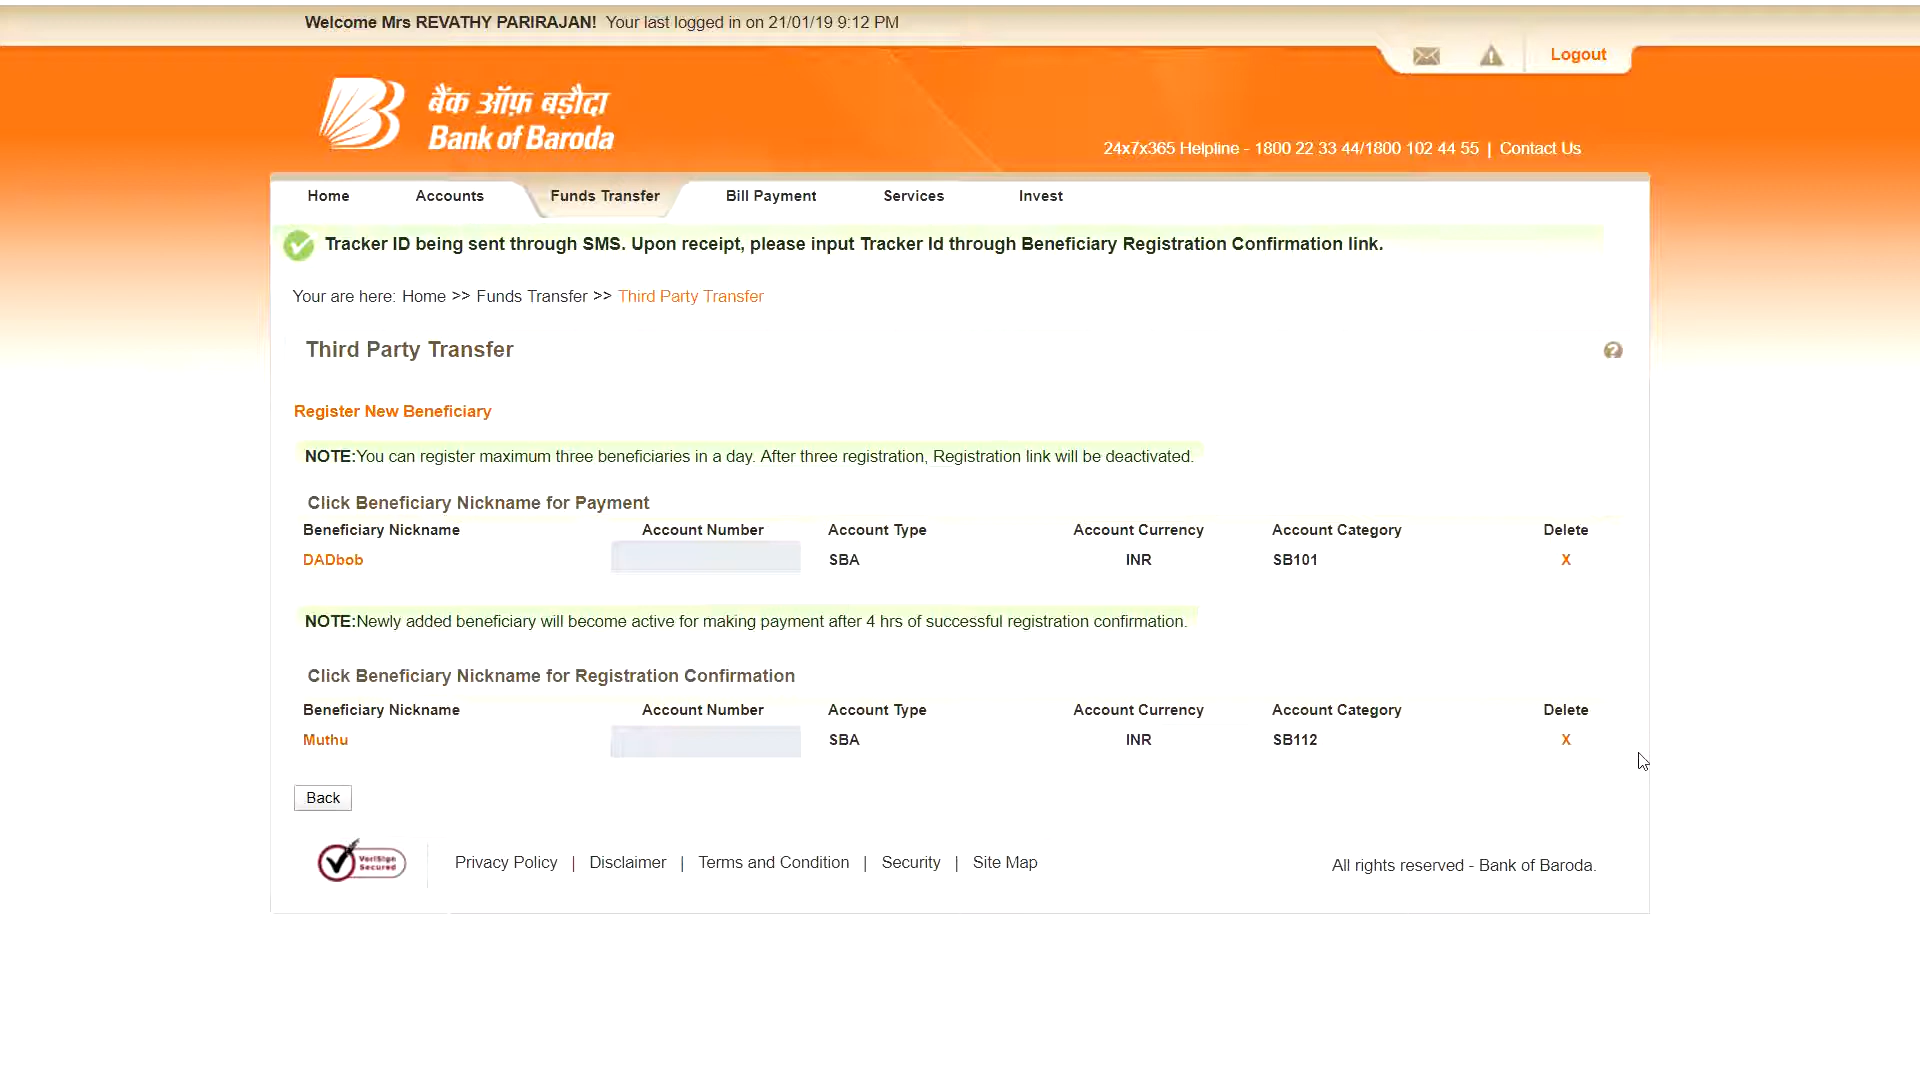 Welcome Mrs REVATHY PARIRAJAN! Your last logged in on 21/01/19 9:12 PM
Logout
बैंक ऑफ़ बड़ौदा
Bank of Baroda
24x7x365 Helpline - 1800 22 33 44/1800 102 44 55 | Contact Us
Home Accounts Funds Transfer Bill Payment Services Invest
Tracker ID being sent through SMS. Upon receipt, please input Tracker Id through Beneficiary Registration Confirmation link.
Your are here: Home >> Funds Transfer >> Third Party Transfer
Third Party Transfer
Register New Beneficiary
NOTE:You can register maximum three beneficiaries in a day. After three registration, Registration link will be deactivated.
Click Beneficiary Nickname for Payment
Beneficiary Nickname Account Number Account Type Account Currency Account Category Delete
DADbob SBA INR SB101 X
NOTE:Newly added beneficiary will become active for making payment after 4 hrs of successful registration confirmation.
Click Beneficiary Nickname for Registration Confirmation
Beneficiary Nickname Account Number Account Type Account Currency Account Category Delete
Muthu SBA INR SB112 X
Back
VeriSign
Secured
Privacy Policy | Disclaimer | Terms and Condition | Security | Site Map
All rights reserved - Bank of Baroda.